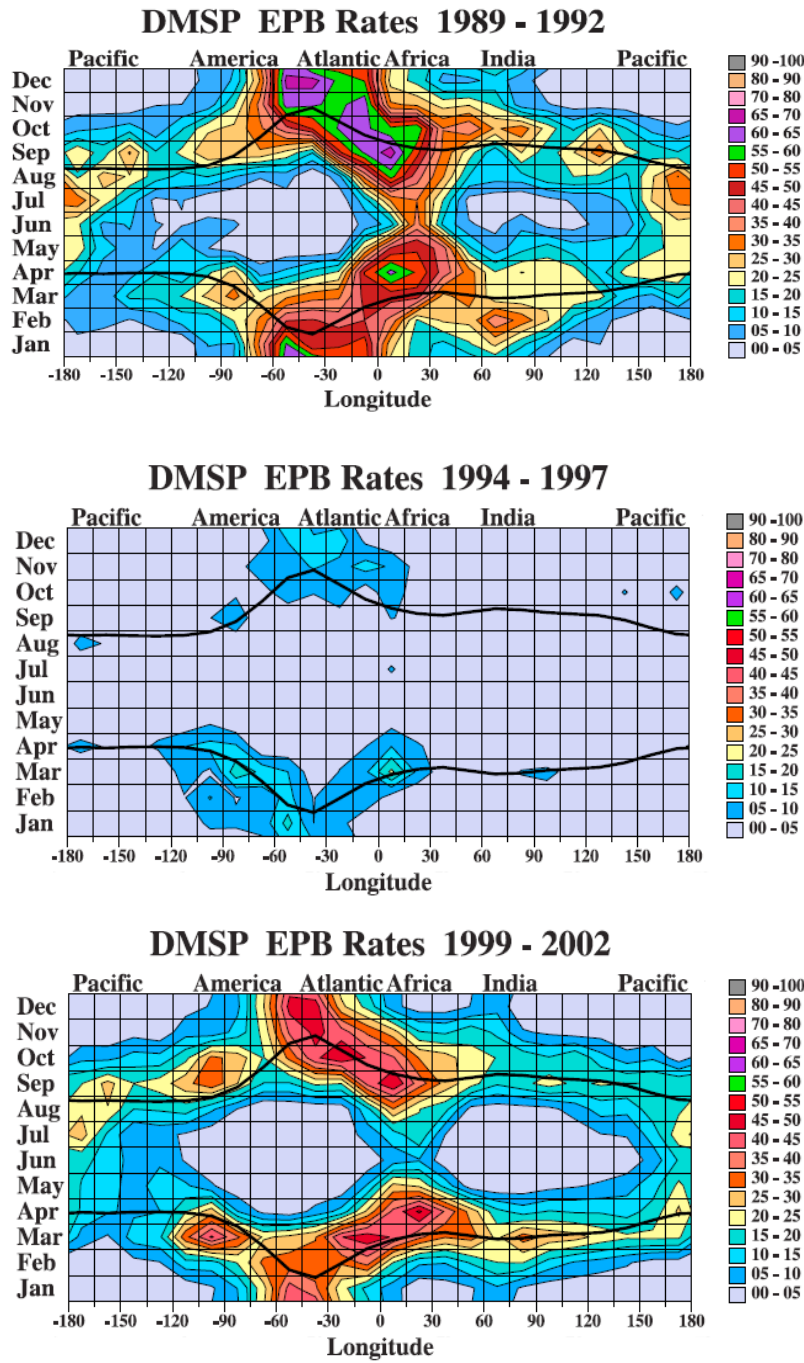 DMSP EPB Rates 1989 - 1992
Pacific America Atlantic Africa India Pacific
Dec
Nov
Oct
Sep
Aug
Jul
Jun
May
Apr
Mar
Feb
Jan
-180 -150 -120 -90 -60 -30 0 30 60 90 120 150 180
Longitude
90 -100
80 - 90
70 - 80
65 - 70
60 - 65
55 - 60
50 - 55
45 - 50
40 - 45
35 - 40
30 - 35
25 - 30
20 - 25
15 - 20
10 - 15
05 - 10
00 - 05
DMSP EPB Rates 1994 - 1997
Pacific America Atlantic Africa India Pacific
Dec
Nov
Oct
Sep
Aug
Jul
Jun
May
Apr
Mar
Feb
Jan
-180 -150 -120 -90 -60 -30 0 30 60 90 120 150 180
Longitude
90 -100
80 - 90
70 - 80
65 - 70
60 - 65
55 - 60
50 - 55
45 - 50
40 - 45
35 - 40
30 - 35
25 - 30
20 - 25
15 - 20
10 - 15
05 - 10
00 - 05
DMSP EPB Rates 1999 - 2002
Pacific America Atlantic Africa India Pacific
Dec
Nov
Oct
Sep
Aug
Jul
Jun
May
Apr
Mar
Feb
Jan
-180 -150 -120 -90 -60 -30 0 30 60 90 120 150 180
Longitude
90 -100
80 - 90
70 - 80
65 - 70
60 - 65
55 - 60
50 - 55
45 - 50
40 - 45
35 - 40
30 - 35
25 - 30
20 - 25
15 - 20
10 - 15
05 - 10
00 - 05